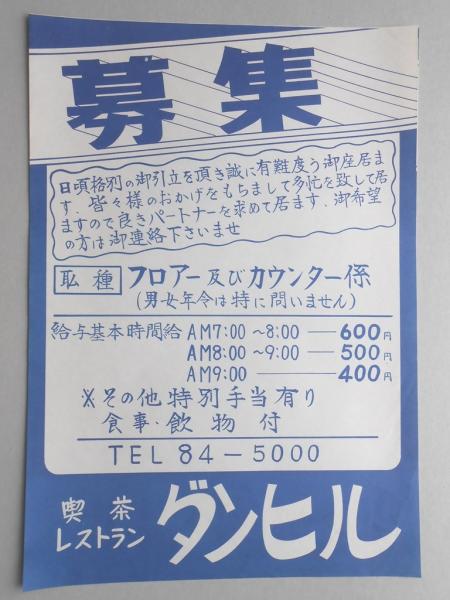 募集
日頃格別の御引立を頂き誠に有難度う御座居ま
す、皆々様のおかげをもちまして多忙を致して居
ますので良きパートナーを求めて居ます、御希望
の方は御連絡下さいませ
職種 フロアー及びカウンター係
(男女年令は特に問いません)
給与基本時間給 AM7:00 ~8:00 ― 600円
AM8:00 ~9:00 ― 500円
AM9:00 ― 400円
※その他特別手当有り
食事・飲物付
TEL 84-5000
喫茶
レストラン ダンヒル